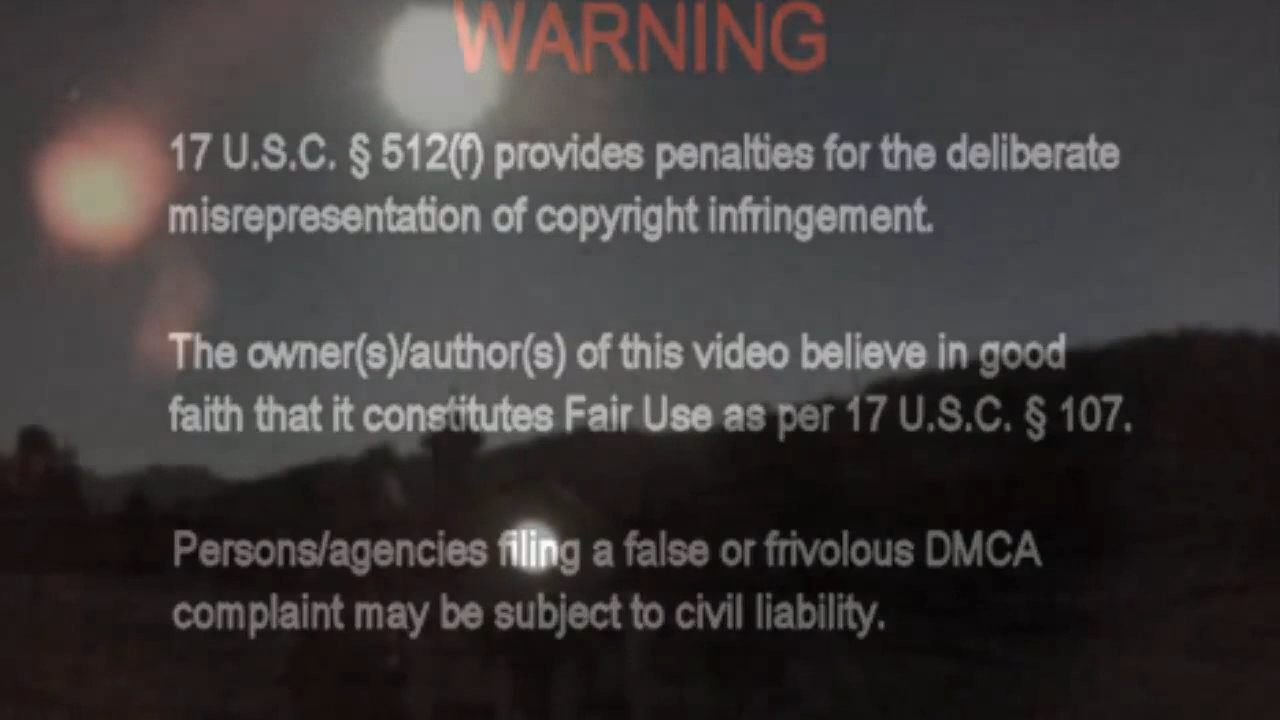 WARNING
17 U.S.C. § 512(f) provides penalties for the deliberate
misrepresentation of copyright infringement.
The owner(s)/author(s) of this video believe in good
faith that it constitutes Fair Use as per 17 U.S.C. § 107.
Persons/agencies filing a false or frivolous DMCA
complaint may be subject to civil liability.